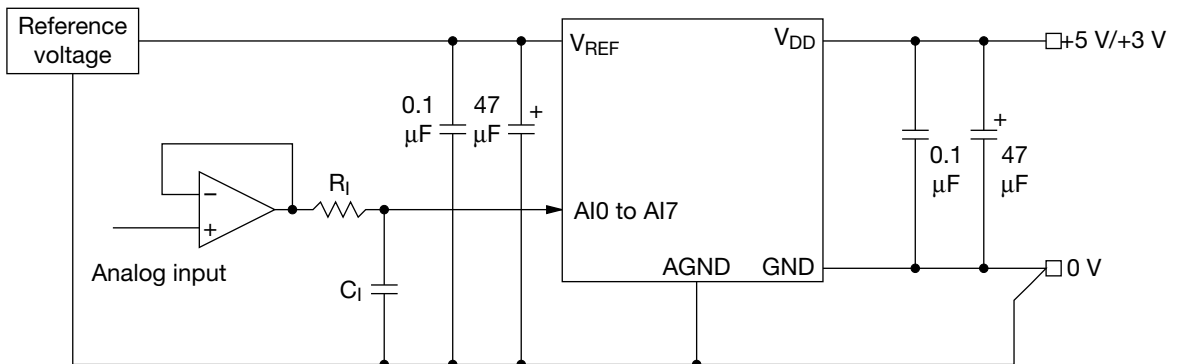 Reference
voltage
V_REF
V_DD
+5 V/+3 V
0.1
μF
47
μF
+
+
0.1
μF
47
μF
R_I
−
+
AI0 to AI7
Analog input
C_I
AGND
GND
0 V